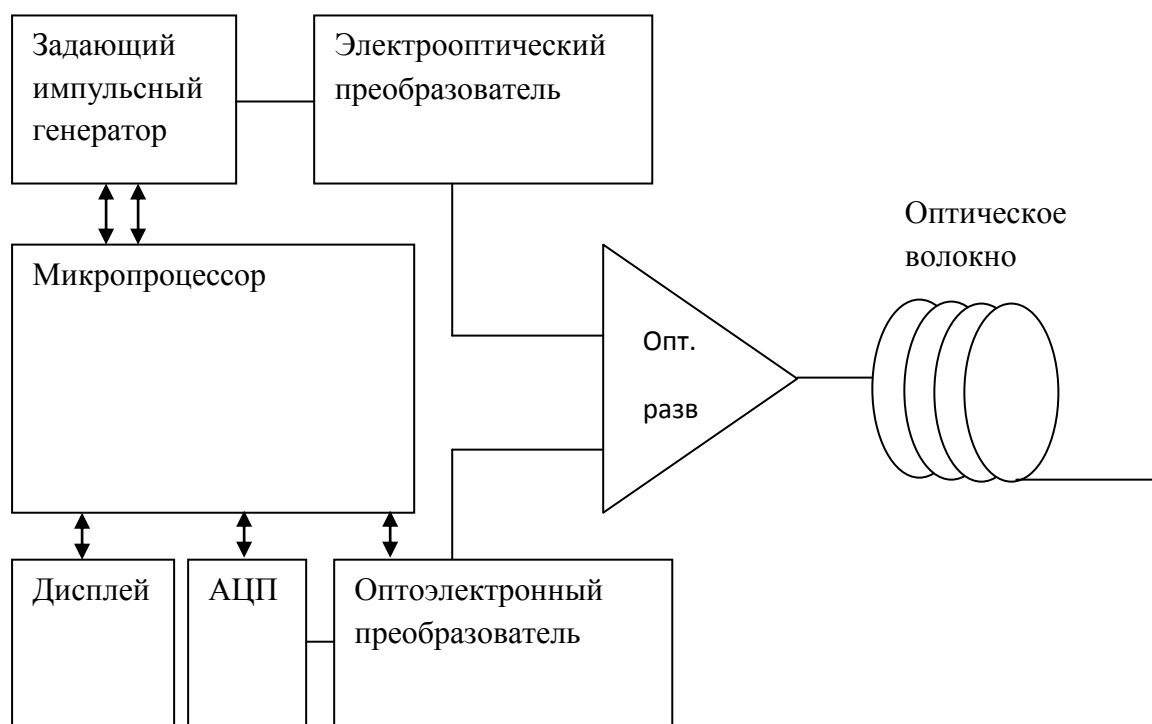 Задающий
импульсный
генератор
Электрооптический
преобразователь
Оптическое
волокно
Микропроцессор
Опт.
разв
Дисплей
АЦП
Оптоэлектронный
преобразователь